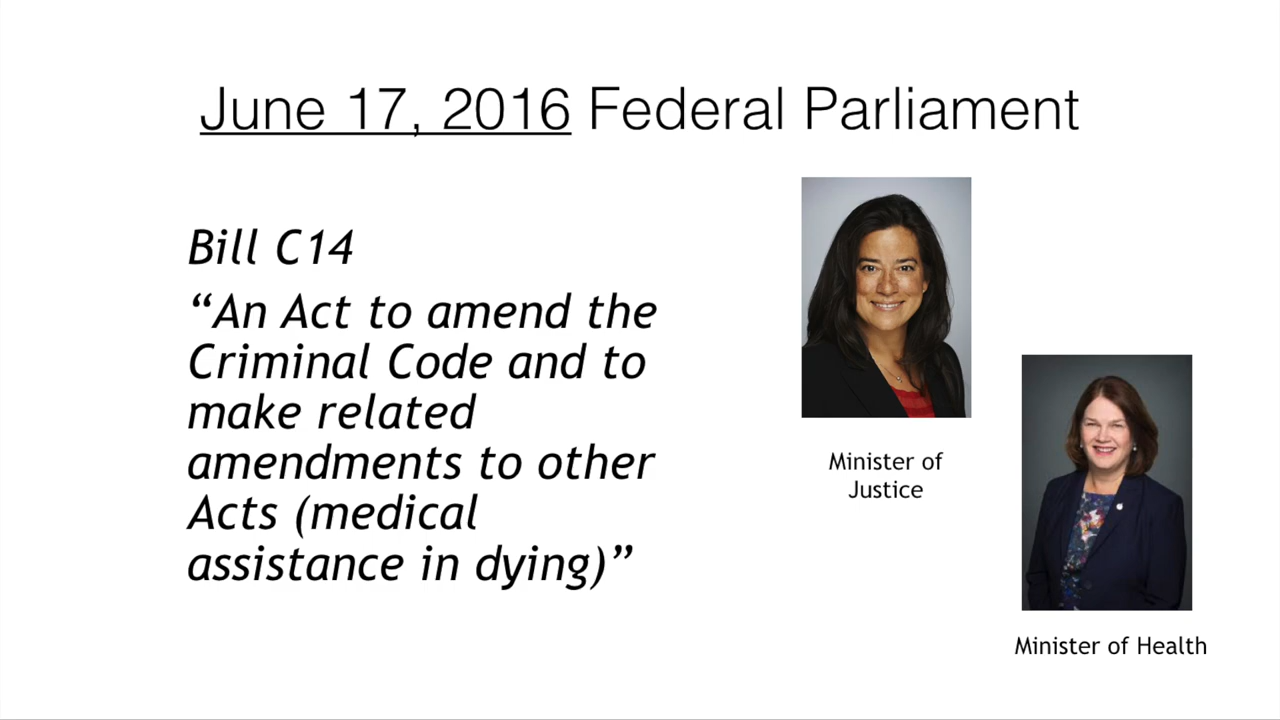 June 17, 2016 Federal Parliament
Bill C14
“An Act to amend the
Criminal Code and to
make related
amendments to other
Acts (medical
assistance in dying)”
Minister of
Justice
Minister of Health